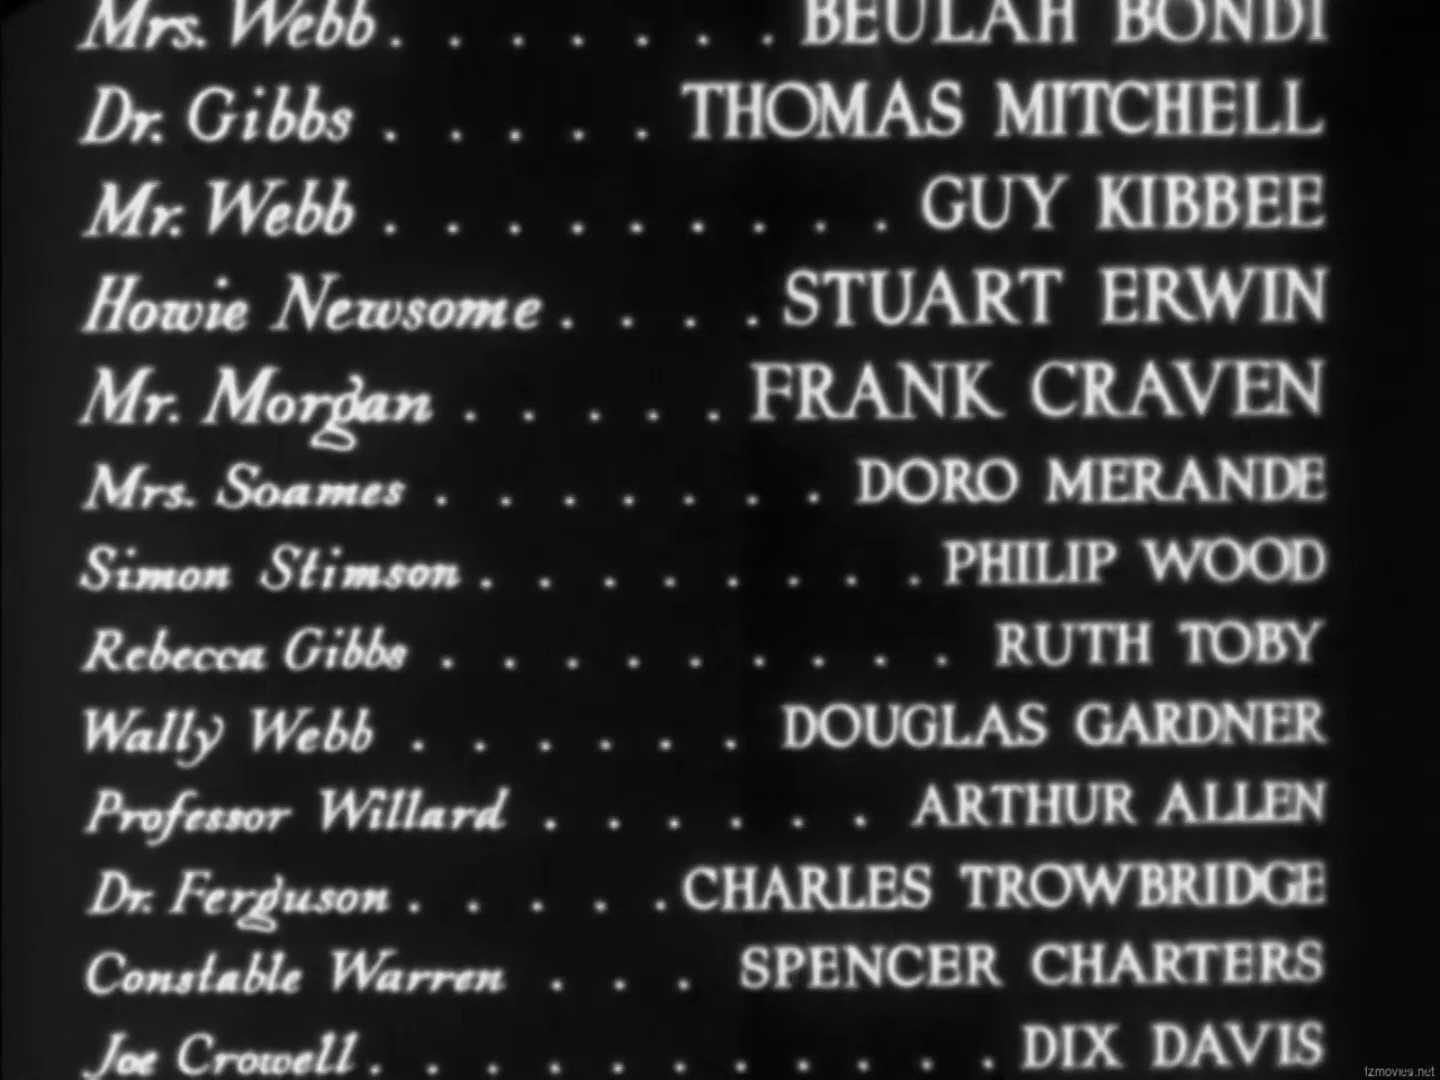 Mrs. Webb. . . . . . . BEULAH BONDI
Dr. Gibbs . . . . . THOMAS MITCHELL
Mr. Webb . . . . . . . . . GUY KIBBEE
Howie Newsome . . . . STUART ERWIN
Mr. Morgan . . . . . FRANK CRAVEN
Mrs. Soames . . . . . . . DORO MERANDE
Simon Stimson . . . . . . . . PHILIP WOOD
Rebecca Gibbs . . . . . . . . . RUTH TOBY
Wally Webb . . . . . . DOUGLAS GARDNER
Professor Willard . . . . . . ARTHUR ALLEN
Dr. Ferguson . . . . . CHARLES TROWBRIDGE
Constable Warren . . . SPENCER CHARTERS
Joe Crowell . . . . . . . . . . . DIX DAVIS
fzmovies.net